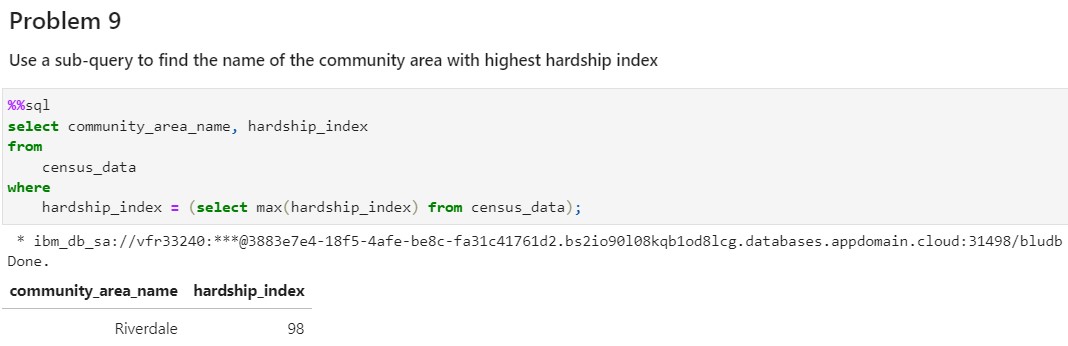 Problem 9
Use a sub-query to find the name of the community area with highest hardship index
%%sql
select community_area_name, hardship_index
from
    census_data
where
    hardship_index = (select max(hardship_index) from census_data);
* ibm_db_sa://vfr33240:***@3883e7e4-18f5-4afe-be8c-fa31c41761d2.bs2io90l08kqb1od8lcg.databases.appdomain.cloud:31498/bludb
Done.
community_area_name hardship_index
Riverdale 98